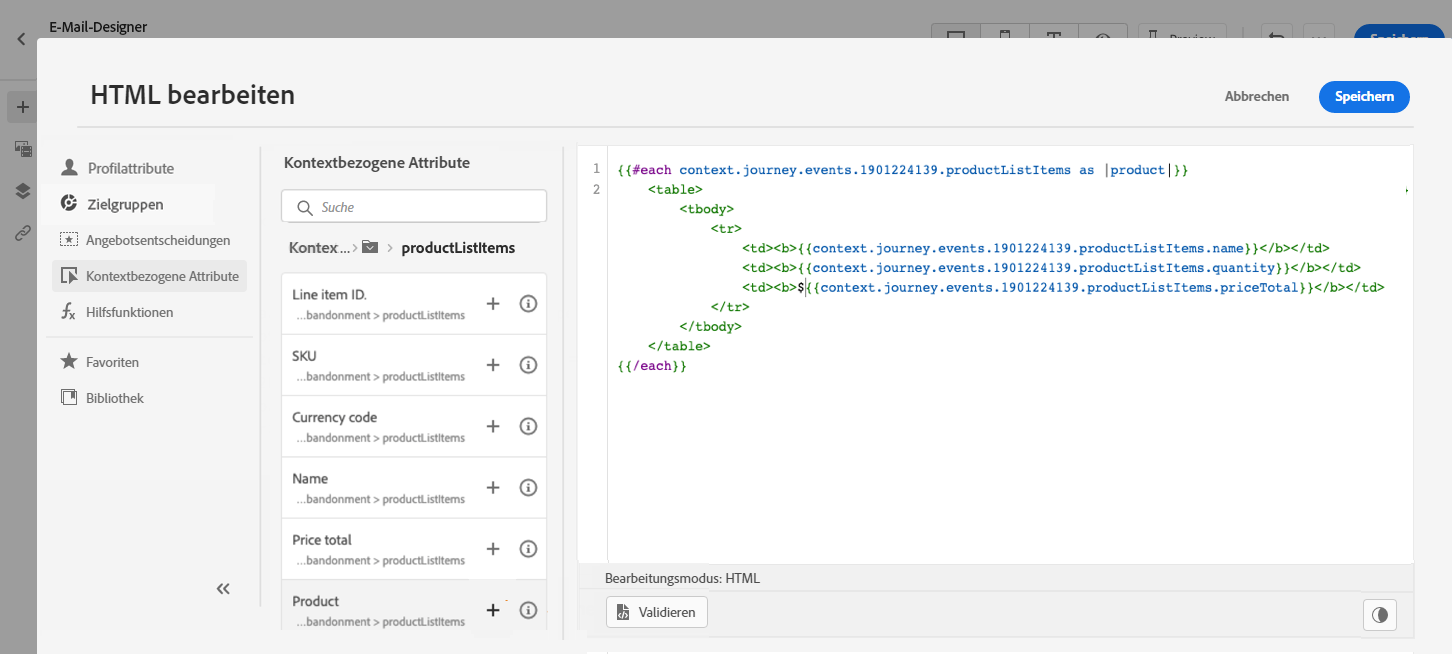 E-Mail-Designer
Preview
Speichern
HTML bearbeiten
Abbrechen
Speichern
Profilattribute
Zielgruppen
Angebotsentscheidungen
Kontextbezogene Attribute
Hilfsfunktionen
Favoriten
Bibliothek
Kontextbezogene Attribute
Suche
Kontex ... > > productListItems
Line item ID.
...bandonment > productListItems
SKU
...bandonment > productListItems
Currency code
...bandonment > productListItems
Name
...bandonment > productListItems
Price total
...bandonment > productListItems
Product
...bandonment > productListItems
1 {{#each context.journey.events.1901224139.productListItems as |product|}}
2 <table>
<tbody>
<tr>
<td><b>{{context.journey.events.1901224139.productListItems.name}}</b></td>
<td><b>{{context.journey.events.1901224139.productListItems.quantity}}</b></td>
<td><b>${{context.journey.events.1901224139.productListItems.priceTotal}}</b></td>
</tr>
</tbody>
</table>
{{/each}}
Bearbeitungsmodus: HTML
Validieren